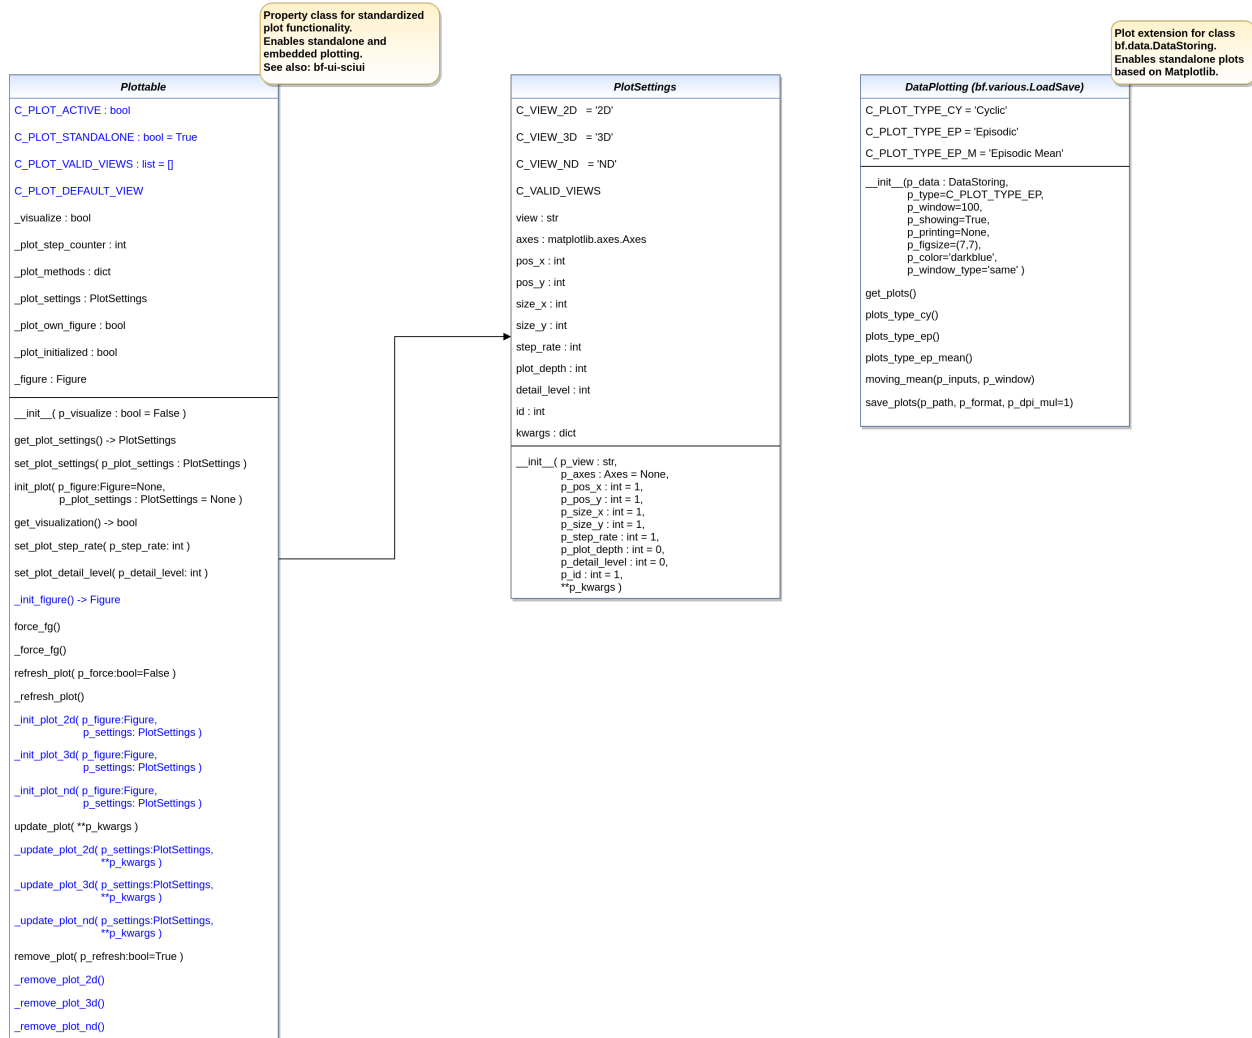 Property class for standardized
plot functionality.
Enables standalone and
embedded plotting.
See also: bf-ui-sciui
Plottable
C_PLOT_ACTIVE : bool
C_PLOT_STANDALONE : bool = True
C_PLOT_VALID_VIEWS : list = []
C_PLOT_DEFAULT_VIEW
_visualize : bool
_plot_step_counter : int
_plot_methods : dict
_plot_settings : PlotSettings
_plot_own_figure : bool
_plot_initialized : bool
_figure : Figure
__init__( p_visualize : bool = False )
get_plot_settings() -> PlotSettings
set_plot_settings( p_plot_settings : PlotSettings )
init_plot( p_figure:Figure=None,
p_plot_settings : PlotSettings = None )
get_visualization() -> bool
set_plot_step_rate( p_step_rate: int )
set_plot_detail_level( p_detail_level: int )
_init_figure() -> Figure
force_fg()
_force_fg()
refresh_plot( p_force:bool=False )
_refresh_plot()
_init_plot_2d( p_figure:Figure,
p_settings: PlotSettings )
_init_plot_3d( p_figure:Figure,
p_settings: PlotSettings )
_init_plot_nd( p_figure:Figure,
p_settings: PlotSettings )
update_plot( **p_kwargs )
_update_plot_2d( p_settings:PlotSettings,
**p_kwargs )
_update_plot_3d( p_settings:PlotSettings,
**p_kwargs )
_update_plot_nd( p_settings:PlotSettings,
**p_kwargs )
remove_plot( p_refresh:bool=True )
_remove_plot_2d()
_remove_plot_3d()
_remove_plot_nd()
PlotSettings
C_VIEW_2D = '2D'
C_VIEW_3D = '3D'
C_VIEW_ND = 'ND'
C_VALID_VIEWS
view : str
axes : matplotlib.axes.Axes
pos_x : int
pos_y : int
size_x : int
size_y : int
step_rate : int
plot_depth : int
detail_level : int
id : int
kwargs : dict
__init__( p_view : str,
p_axes : Axes = None,
p_pos_x : int = 1,
p_pos_y : int = 1,
p_size_x : int = 1,
p_size_y : int = 1,
p_step_rate : int = 1,
p_plot_depth : int = 0,
p_detail_level : int = 0,
p_id : int = 1,
**p_kwargs )
Plot extension for class
bf.data.DataStoring.
Enables standalone plots
based on Matplotlib.
DataPlotting (bf.various.LoadSave)
C_PLOT_TYPE_CY = 'Cyclic'
C_PLOT_TYPE_EP = 'Episodic'
C_PLOT_TYPE_EP_M = 'Episodic Mean'
__init__(p_data : DataStoring,
p_type=C_PLOT_TYPE_EP,
p_window=100,
p_showing=True,
p_printing=None,
p_figsize=(7,7),
p_color='darkblue',
p_window_type='same' )
get_plots()
plots_type_cy()
plots_type_ep()
plots_type_ep_mean()
moving_mean(p_inputs, p_window)
save_plots(p_path, p_format, p_dpi_mul=1)